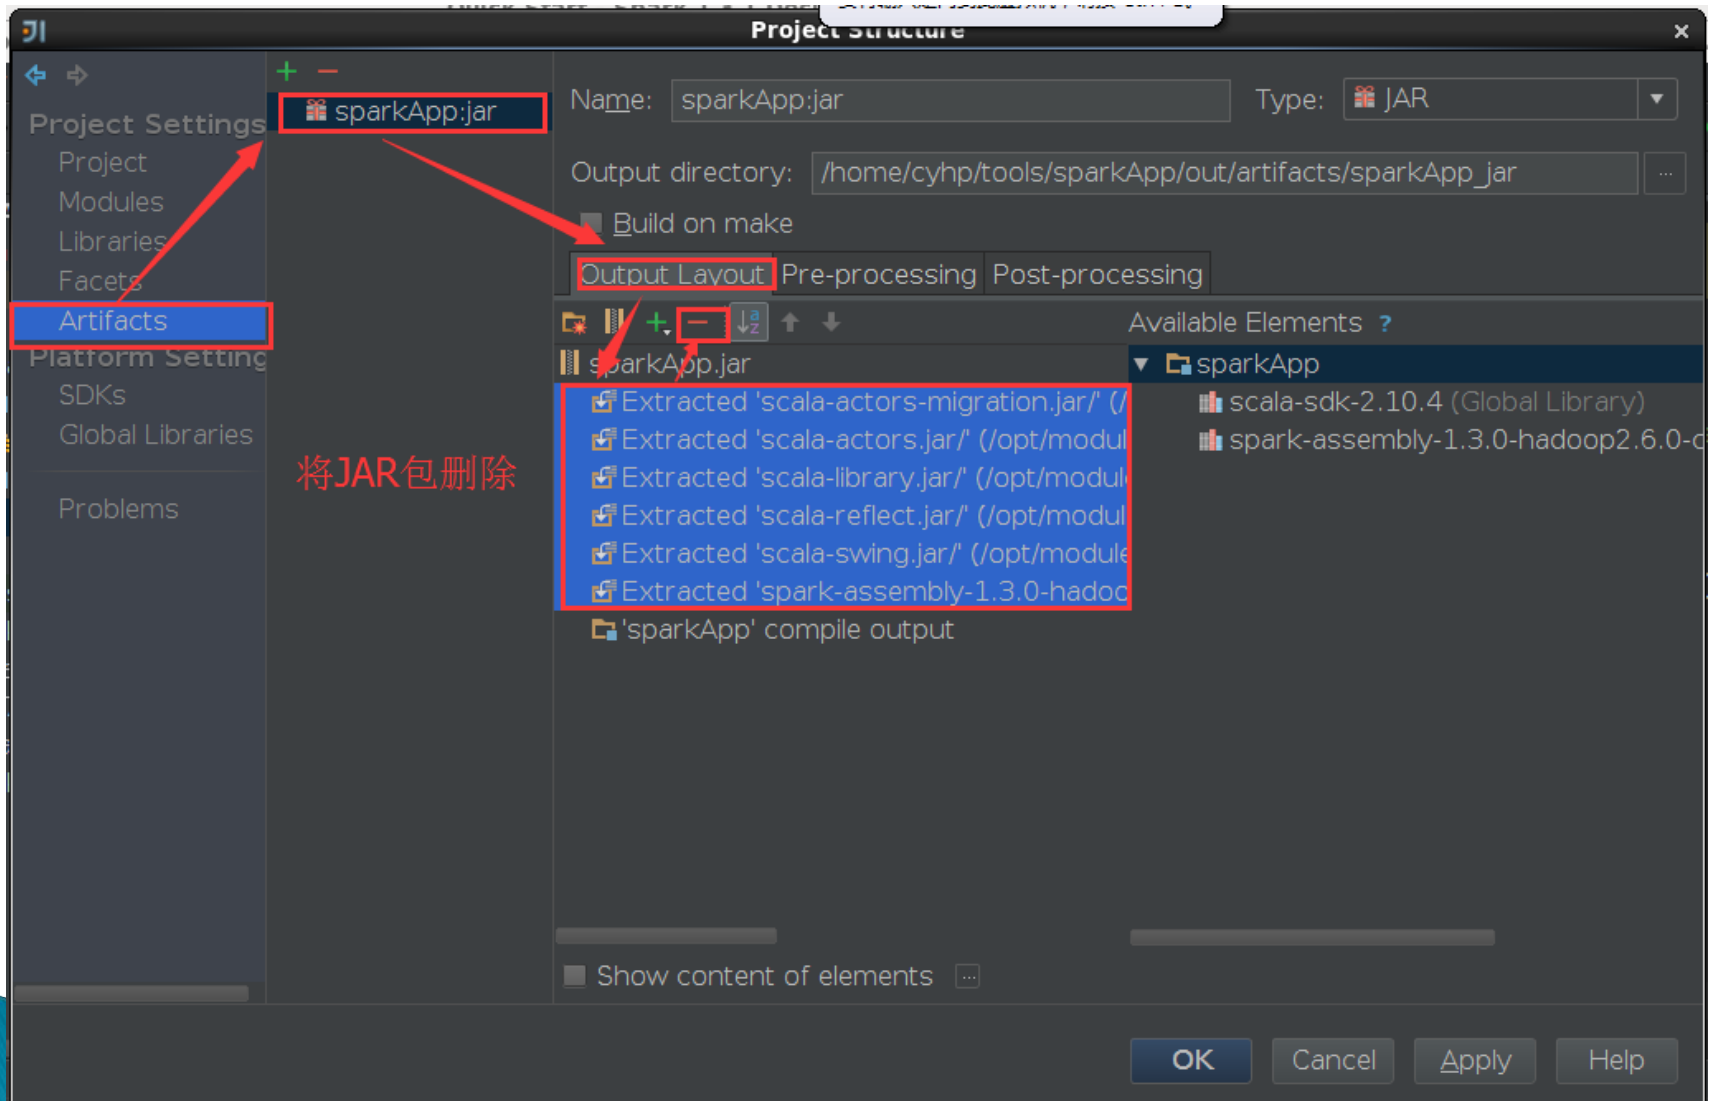 Project Structure
Project Settings
Project
Modules
Libraries
Facets
Artifacts
Platform Setting
SDKs
Global Libraries
Problems
sparkApp:jar
将JAR包删除
Name: sparkApp:jar
Type: JAR
Output directory: /home/cyhp/tools/sparkApp/out/artifacts/sparkApp_jar
Build on make
Output Layout
Pre-processing
Post-processing
sparkApp.jar
Extracted 'scala-actors-migration.jar/' (/
Extracted 'scala-actors.jar/' (/opt/modul
Extracted 'scala-library.jar/' (/opt/modul
Extracted 'scala-reflect.jar/' (/opt/modul
Extracted 'scala-swing.jar/' (/opt/module
Extracted 'spark-assembly-1.3.0-hadoo
'sparkApp' compile output
Available Elements ?
sparkApp
scala-sdk-2.10.4 (Global Library)
spark-assembly-1.3.0-hadoop2.6.0-c
Show content of elements ...
OK
Cancel
Apply
Help